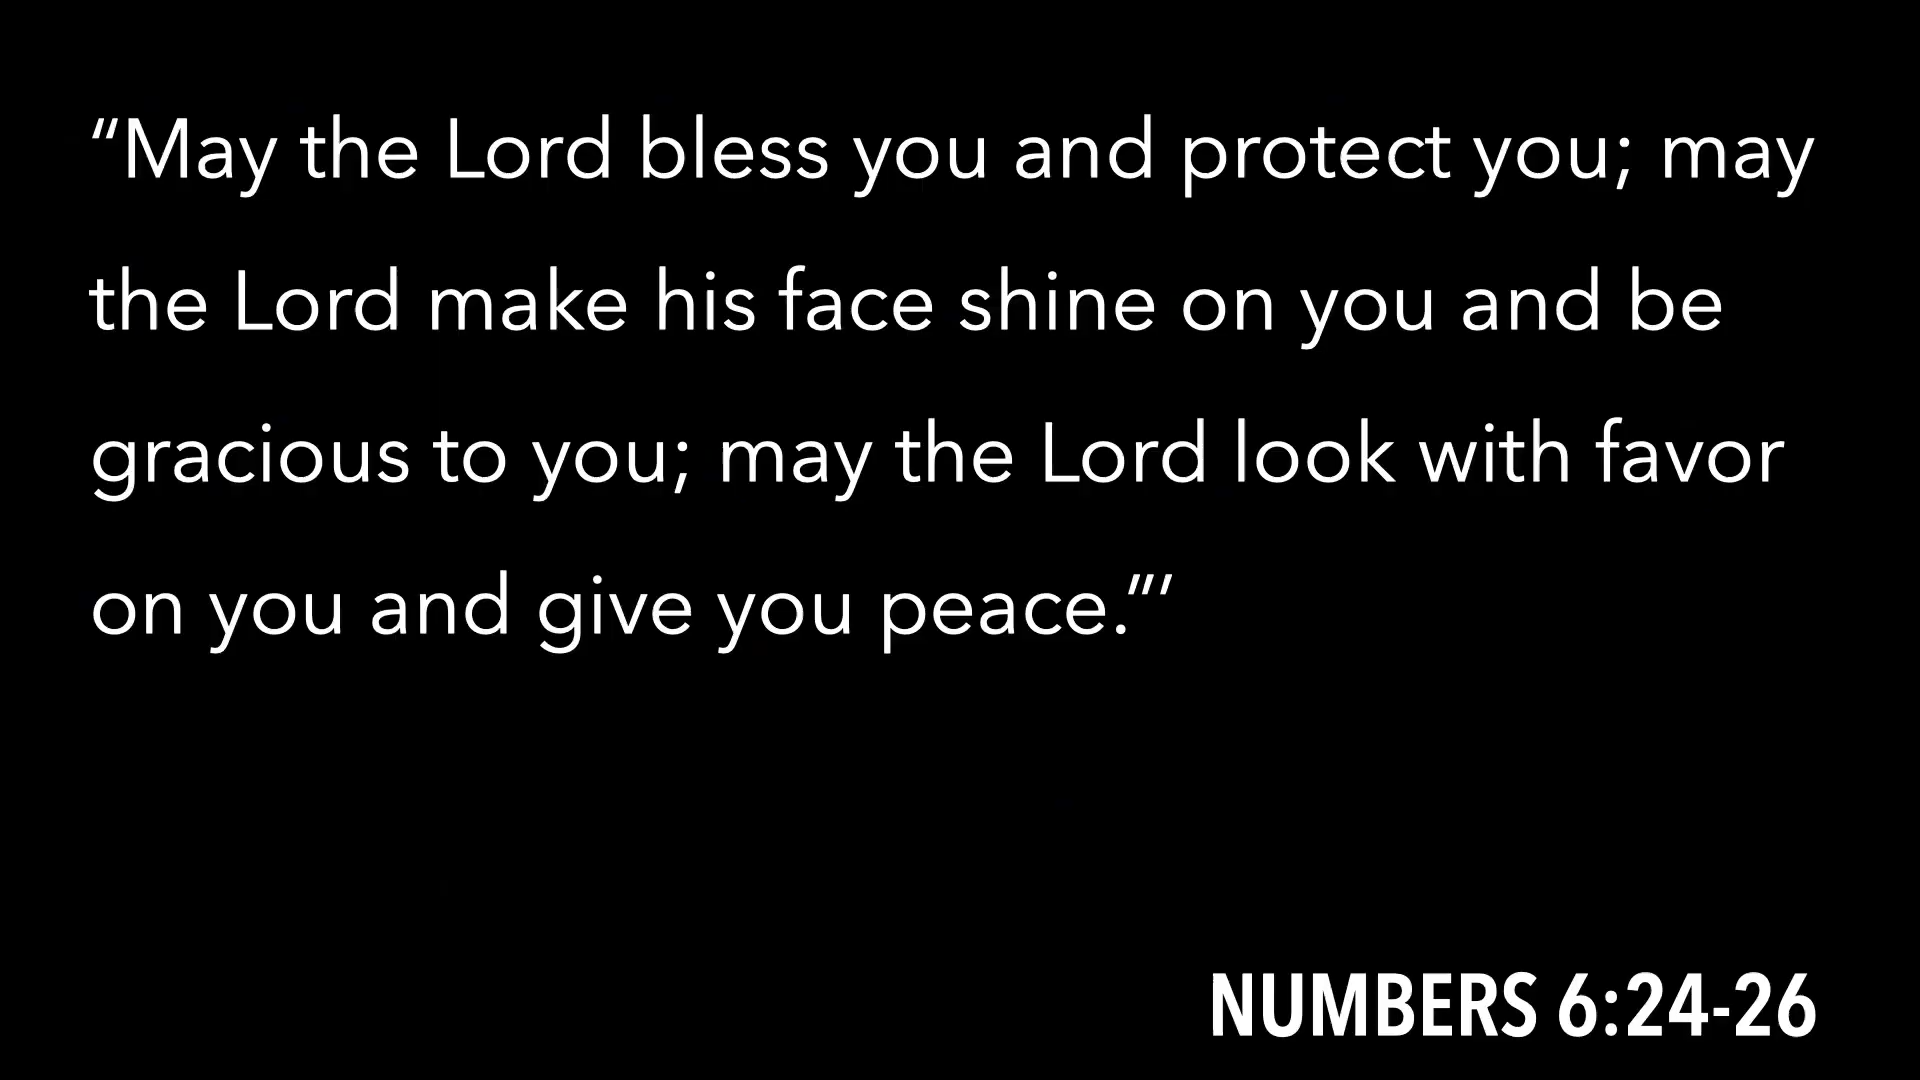 “May the Lord bless you and protect you; may
the Lord make his face shine on you and be
gracious to you; may the Lord look with favor
on you and give you peace.”’
NUMBERS 6:24-26